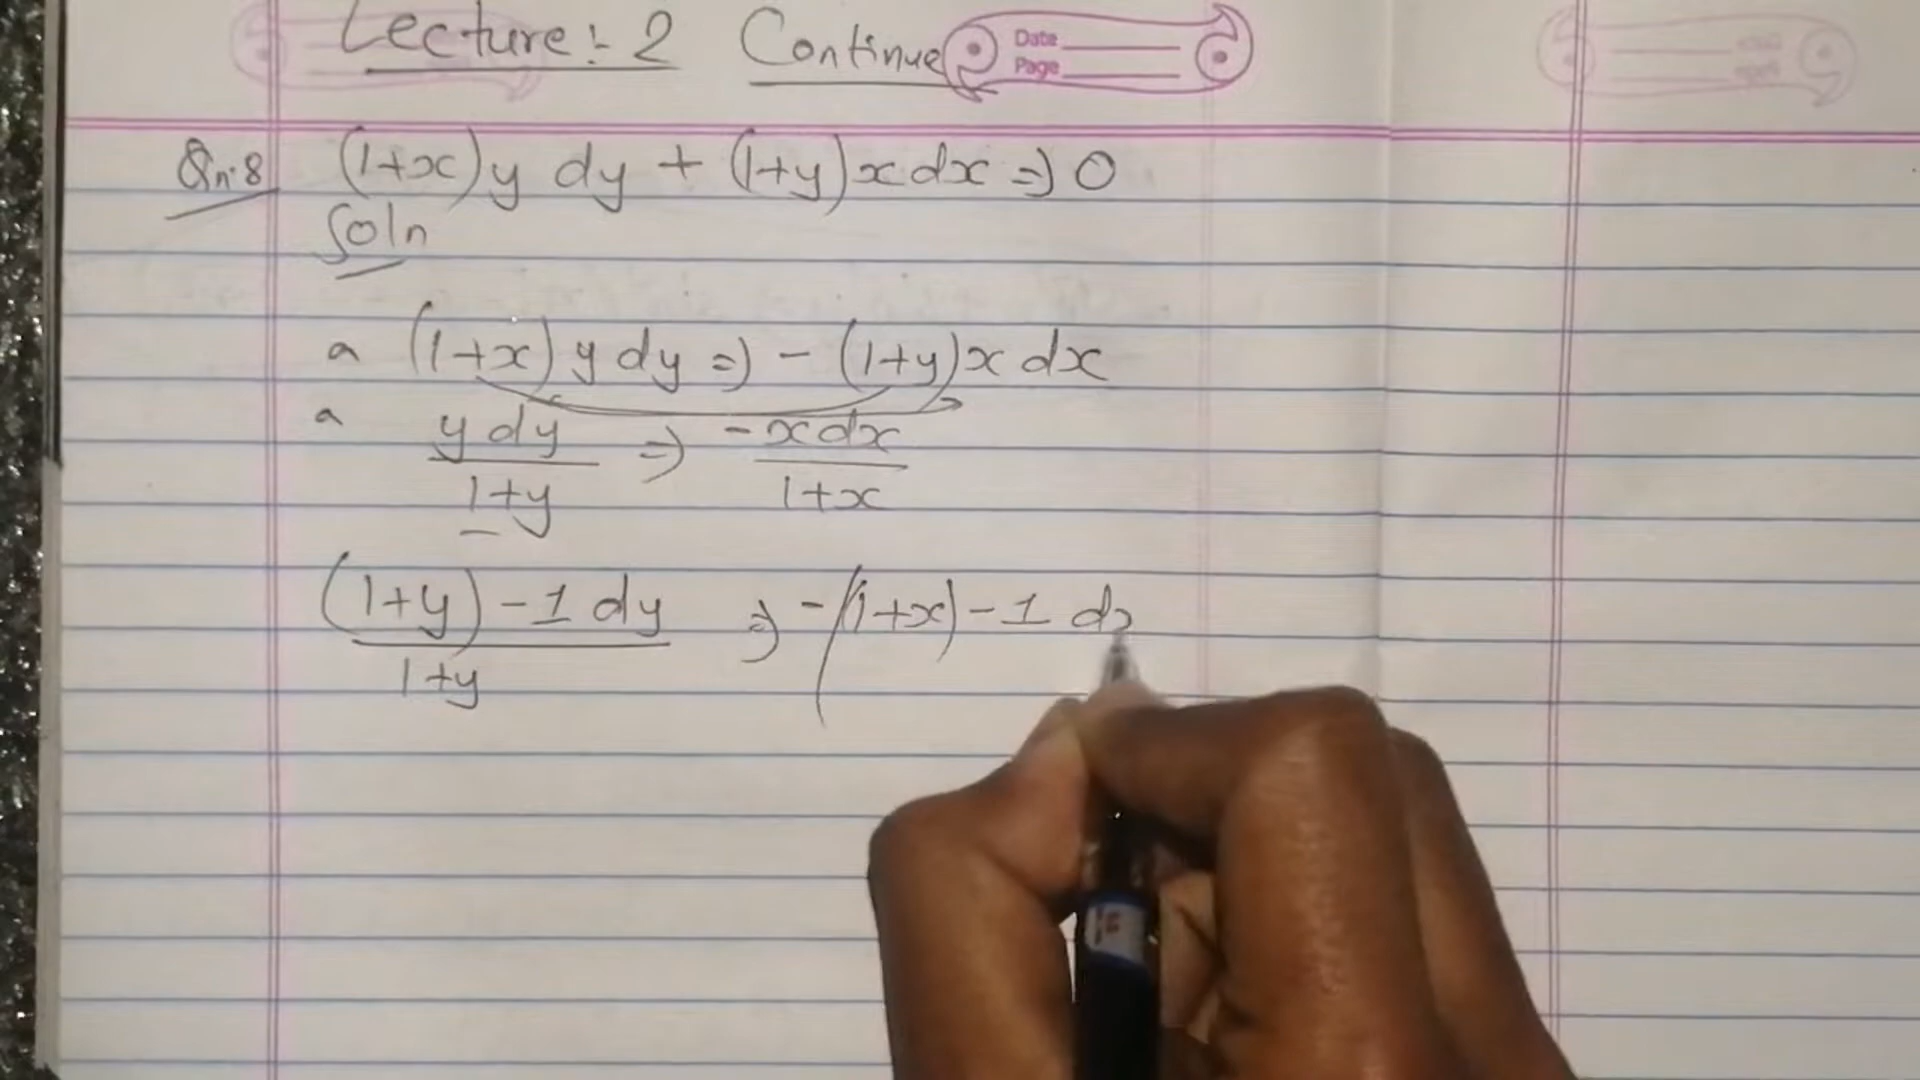 Lecture:- 2 Continue
Date
Page
Qn.8 (1+x)y dy + (1+y)x dx => 0
Soln
a (1+x) y dy => - (1+y)x dx
a y dy / 1+y => -x dx / 1+x
(1+y) - 1 dy / 1+y => -(1+x) - 1 dx